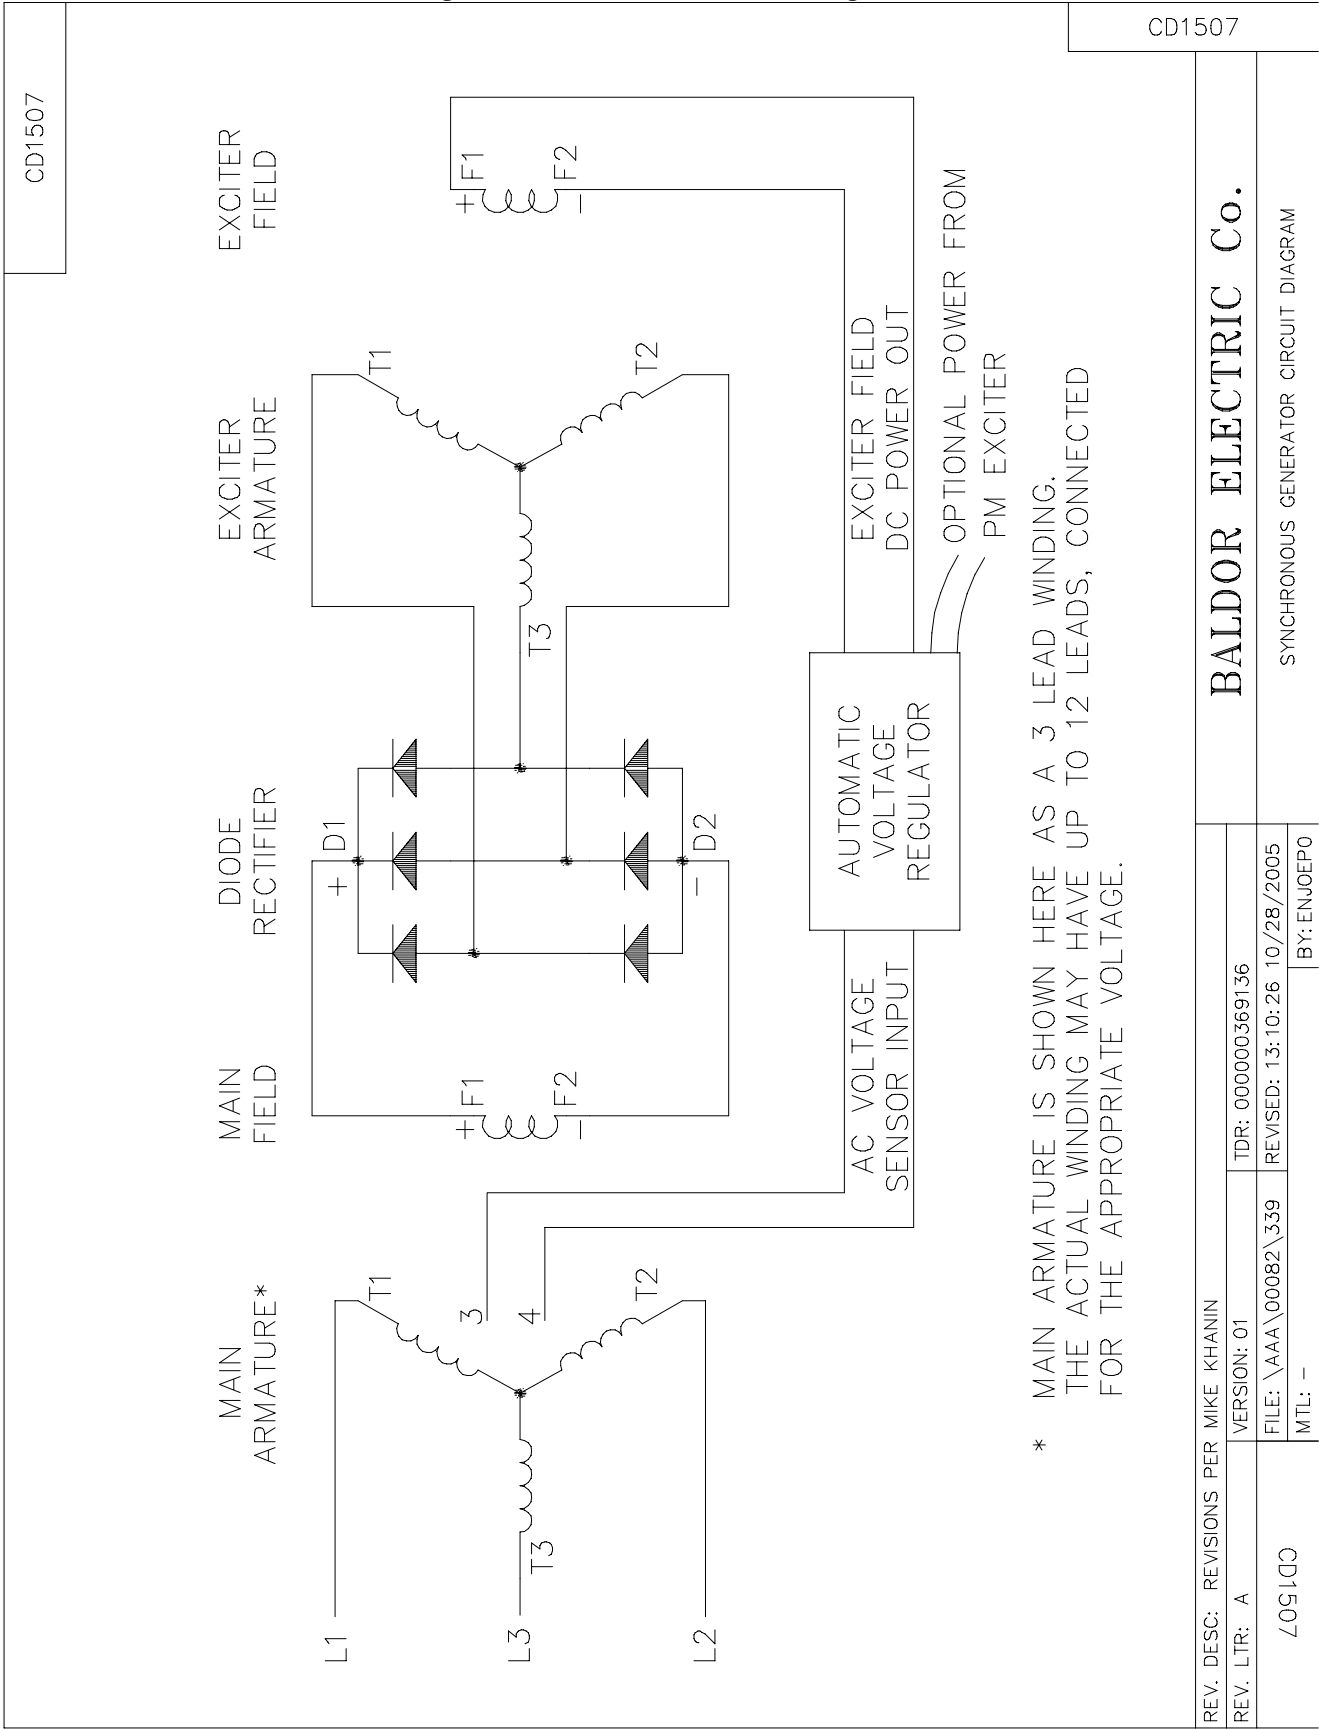 CD1507
CD1507
MAIN
ARMATURE*
MAIN
FIELD
DIODE
RECTIFIER
EXCITER
ARMATURE
EXCITER
FIELD
L1
L3
L2
T1
T2
T3
3
4
+ F1
- F2
+ D1
- D2
T1
T2
T3
+ F1
- F2
AC VOLTAGE
SENSOR INPUT
AUTOMATIC
VOLTAGE
REGULATOR
EXCITER FIELD
DC POWER OUT
OPTIONAL POWER FROM
PM EXCITER
* MAIN ARMATURE IS SHOWN HERE AS A 3 LEAD WINDING.
THE ACTUAL WINDING MAY HAVE UP TO 12 LEADS, CONNECTED
FOR THE APPROPRIATE VOLTAGE.
REV. DESC: REVISIONS PER MIKE KHANIN
REV. LTR: A
VERSION: 01
TDR: 000000369136
CD1507
FILE: \AAA\00082\339
REVISED: 13:10:26 10/28/2005
MTL: -
BY: ENJOEPO
BALDOR ELECTRIC Co.
SYNCHRONOUS GENERATOR CIRCUIT DIAGRAM